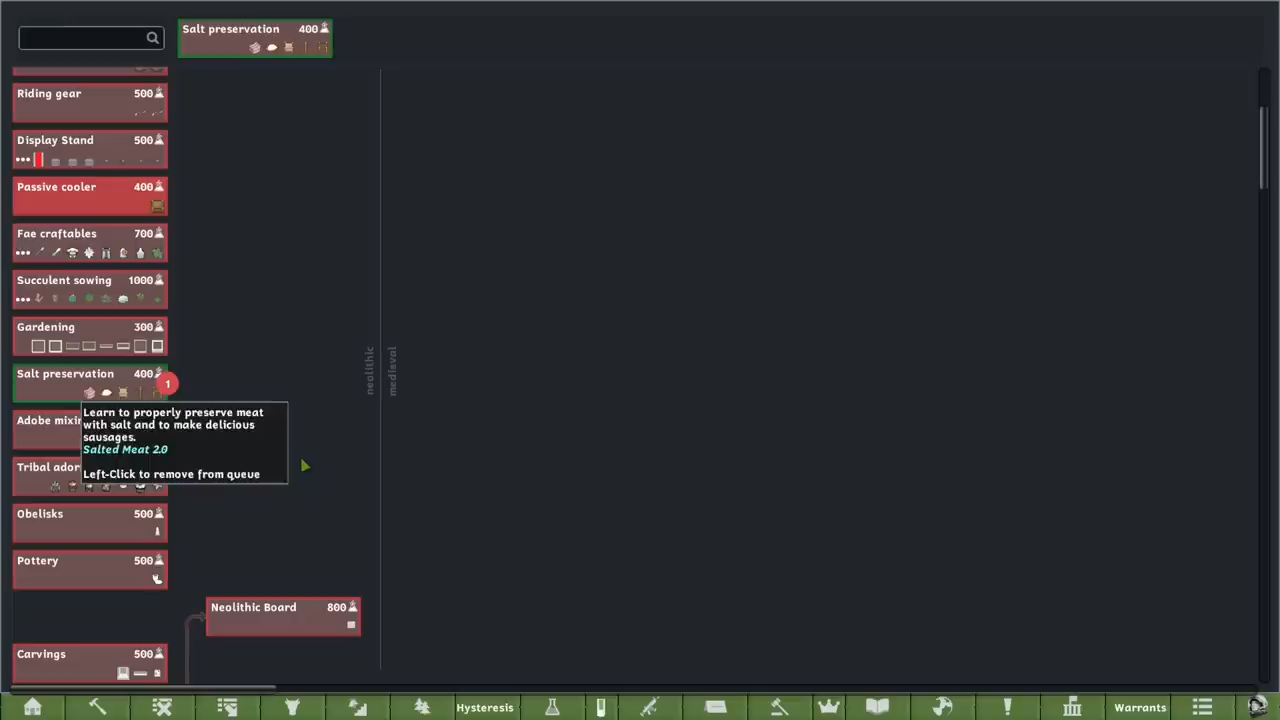 Salt preservation 400
Riding gear 500
Display Stand 500
Passive cooler 400
Fae craftables 700
Succulent sowing 1000
Gardening 300
Salt preservation 400
1
Learn to properly preserve meat
with salt and to make delicious
sausages.
Salted Meat 2.0
Left-Click to remove from queue
Adobe mixin
Tribal ador
Obelisks 500
Pottery 500
Neolithic Board 800
Carvings 500
neolithic
medieval
Hysteresis
Warrants